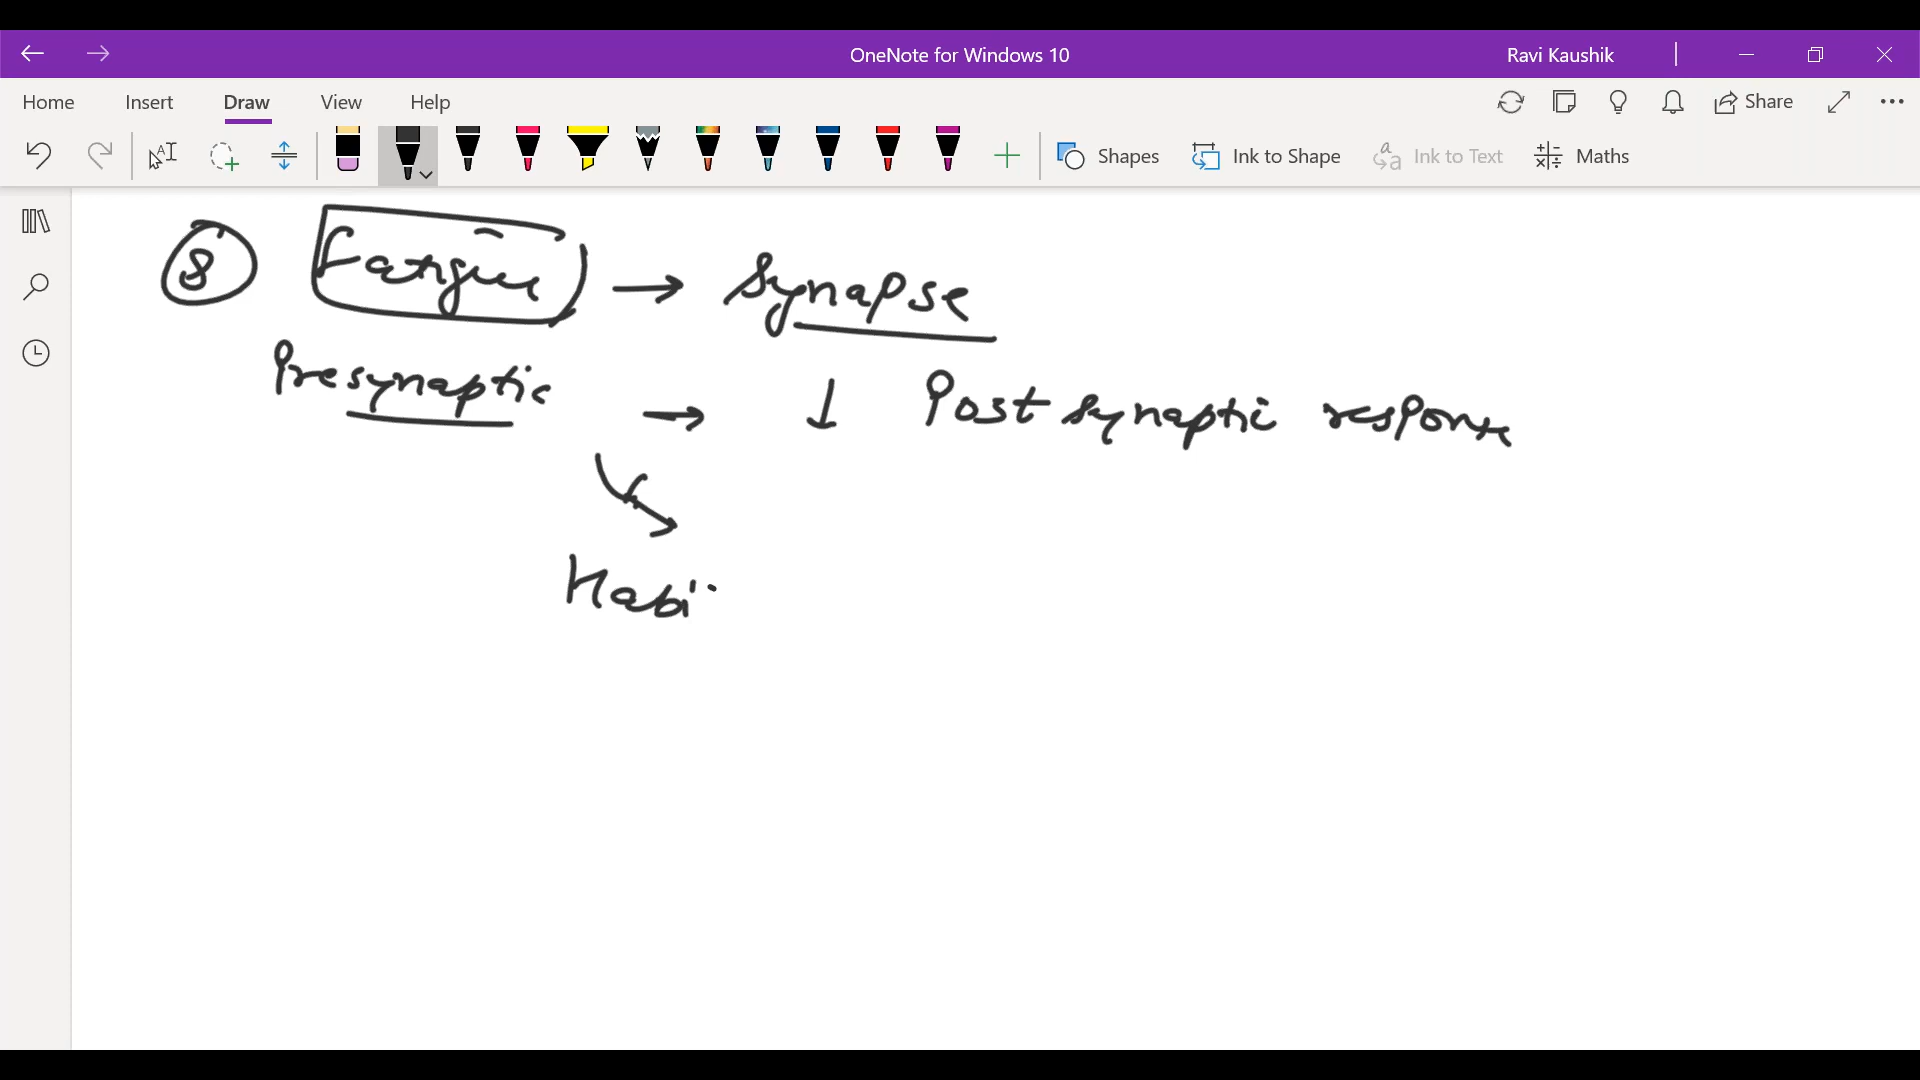 OneNote for Windows 10 Ravi Kaushik
Home Insert Draw View Help Share
Shapes Ink to Shape Ink to Text Maths
8 Fatigue → Synapse
Presynaptic → ↓ Post synaptic response
Habi